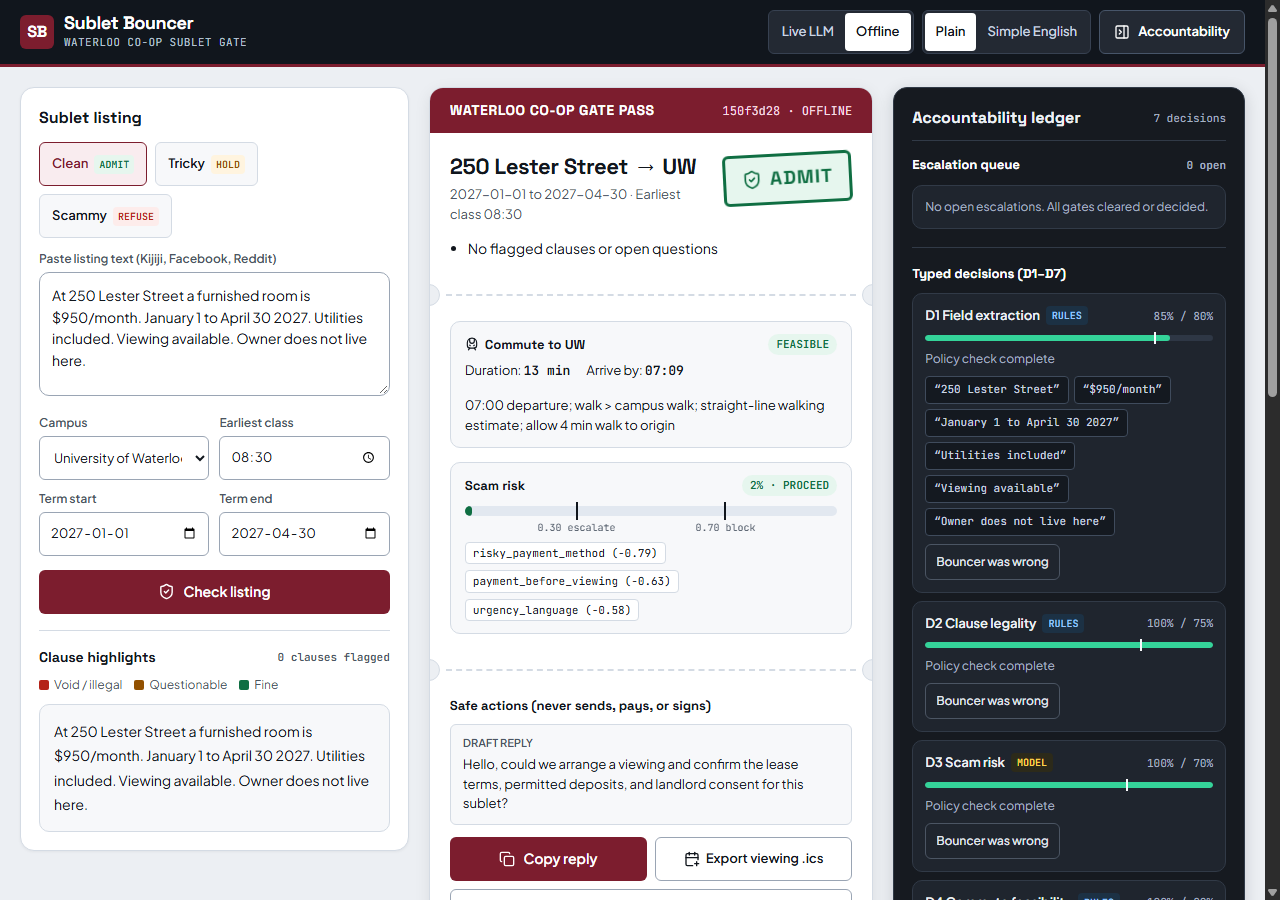 SB
Sublet Bouncer
WATERLOO CO-OP SUBLET GATE
Live LLM
Offline
Plain
Simple English
Accountability
Sublet listing
Clean ADMIT
Tricky HOLD
Scammy REFUSE
Paste listing text (Kijiji, Facebook, Reddit)
At 250 Lester Street a furnished room is
$950/month. January 1 to April 30 2027. Utilities
included. Viewing available. Owner does not live
here.
Campus
Earliest class
University of Waterloo
08:30
Term start
Term end
2027-01-01
2027-04-30
Check listing
Clause highlights
0 clauses flagged
Void / illegal
Questionable
Fine
At 250 Lester Street a furnished room is
$950/month. January 1 to April 30 2027. Utilities
included. Viewing available. Owner does not live
here.
WATERLOO CO-OP GATE PASS
150f3d28 · OFFLINE
250 Lester Street → UW
ADMIT
2027-01-01 to 2027-04-30 · Earliest
class 08:30
• No flagged clauses or open questions
Commute to UW
FEASIBLE
Duration: 13 min Arrive by: 07:09
07:00 departure; walk > campus walk; straight-line walking
estimate; allow 4 min walk to origin
Scam risk
2% · PROCEED
0.30 escalate
0.70 block
risky_payment_method (-0.79)
payment_before_viewing (-0.63)
urgency_language (-0.58)
Safe actions (never sends, pays, or signs)
DRAFT REPLY
Hello, could we arrange a viewing and confirm the lease
terms, permitted deposits, and landlord consent for this
sublet?
Copy reply
Export viewing .ics
Accountability ledger
7 decisions
Escalation queue
0 open
No open escalations. All gates cleared or decided.
Typed decisions (D1–D7)
D1 Field extraction RULES
85% / 80%
Policy check complete
“250 Lester Street”
“$950/month”
“January 1 to April 30 2027”
“Utilities included”
“Viewing available”
“Owner does not live here”
Bouncer was wrong
D2 Clause legality RULES
100% / 75%
Policy check complete
Bouncer was wrong
D3 Scam risk MODEL
100% / 70%
Policy check complete
Bouncer was wrong